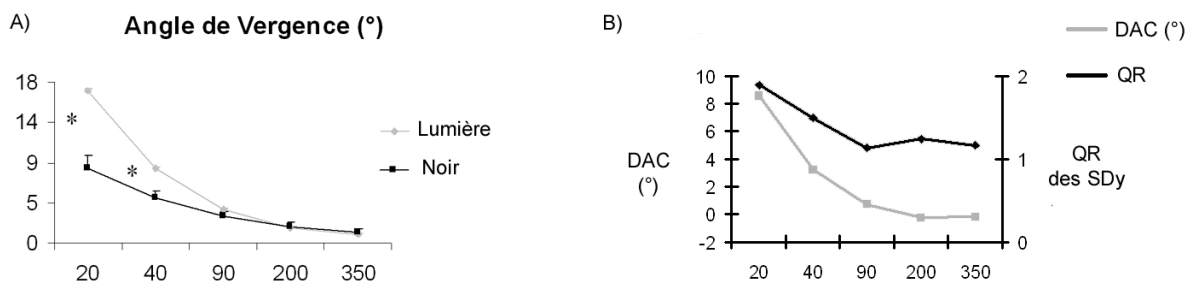 A)
Angle de Vergence (°)
18
14
9
5
0
20 40 90 200 350
*
*
Lumière
Noir
B)
DAC (°)
QR
10
8
6
4
2
0
-2
DAC
(°)
2
1
0
QR
des SDy
20 40 90 200 350